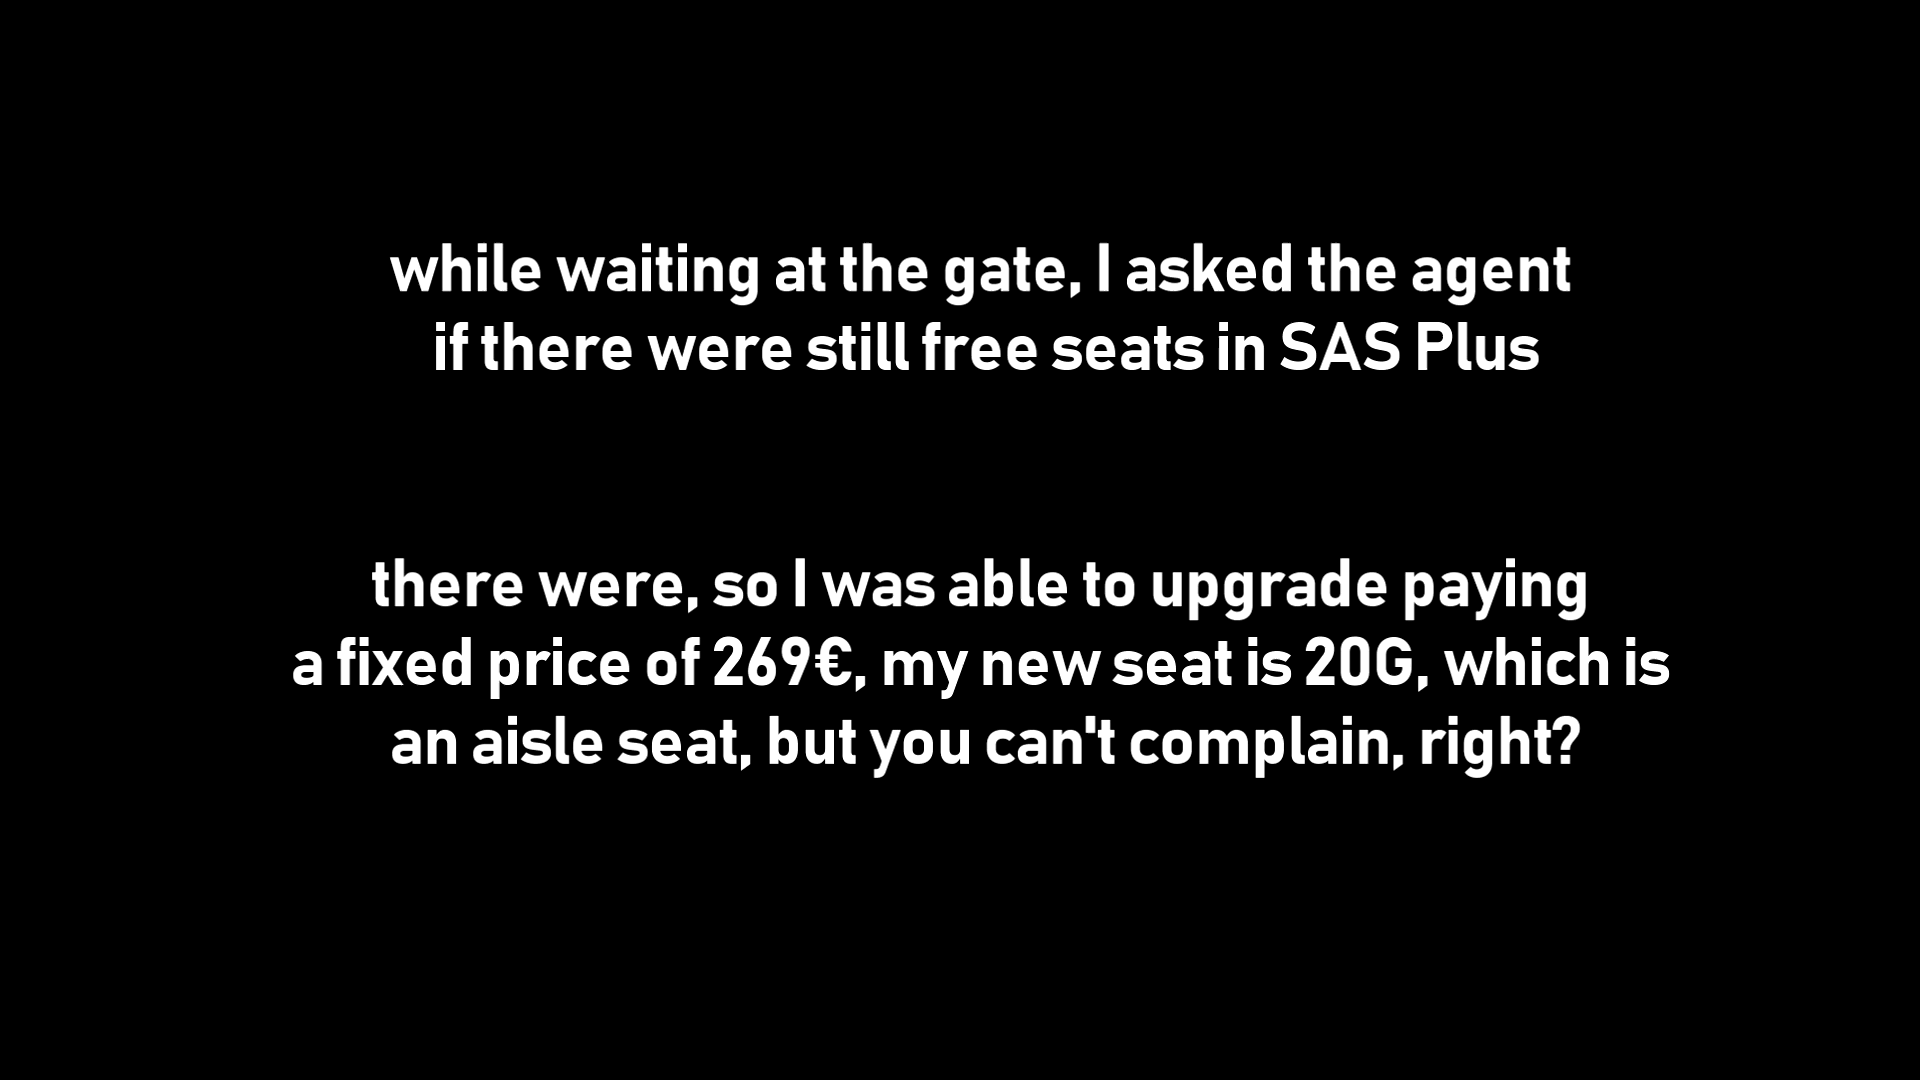 while waiting at the gate, I asked the agent
if there were still free seats in SAS Plus
there were, so I was able to upgrade paying
a fixed price of 269€, my new seat is 20G, which is
an aisle seat, but you can't complain, right?